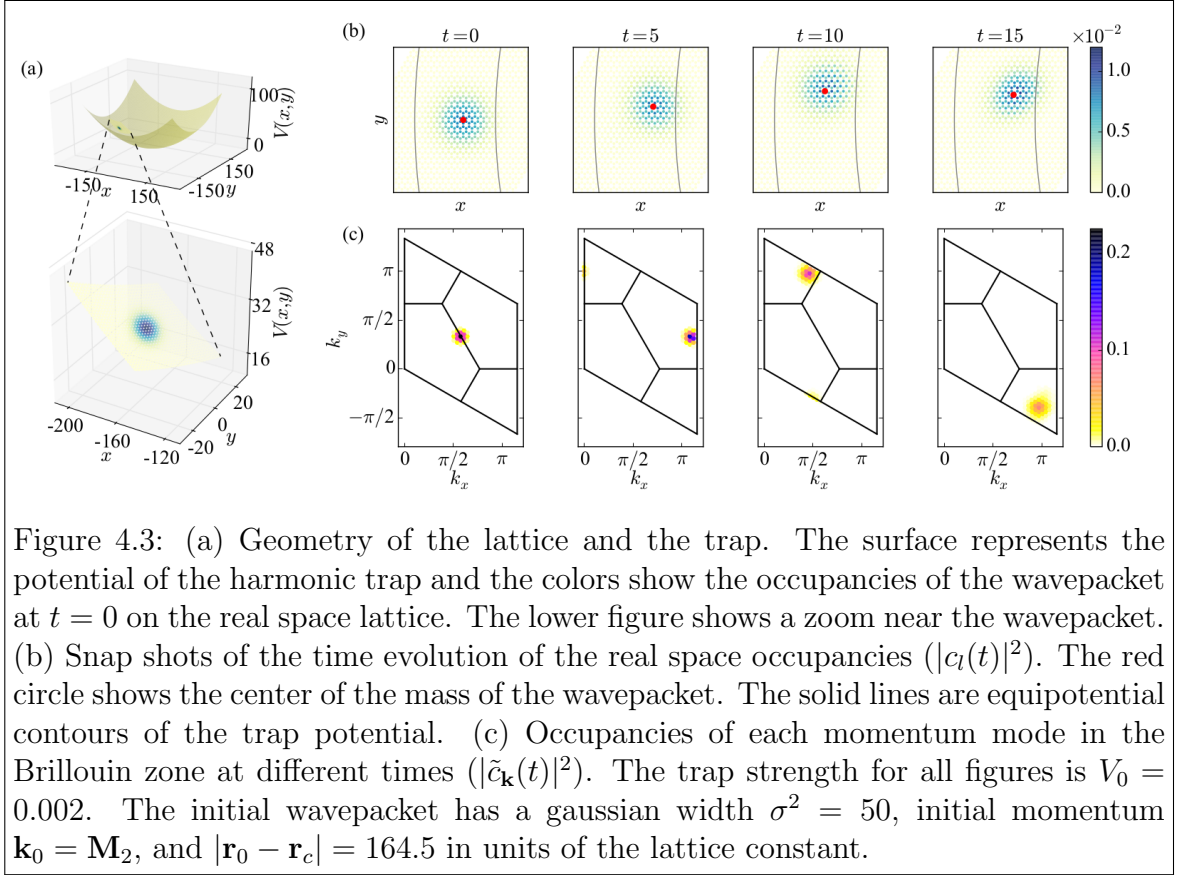 (a)
100
0
V(x,y)
-150
x
150
-150
y
150
48
32
16
V(x,y)
-200
-160
-120
x
-20
0
20
y
(b)
t=0
t=5
t=10
t=15
×10⁻²
y
x
x
x
x
1.0
0.5
0.0
(c)
π
π/2
0
−π/2
k_y
0 π/2 π
k_x
0 π/2 π
k_x
0 π/2 π
k_x
0 π/2 π
k_x
0.2
0.1
0.0
Figure 4.3: (a) Geometry of the lattice and the trap. The surface represents the
potential of the harmonic trap and the colors show the occupancies of the wavepacket
at t = 0 on the real space lattice. The lower figure shows a zoom near the wavepacket.
(b) Snap shots of the time evolution of the real space occupancies (|c_l(t)|²). The red
circle shows the center of the mass of the wavepacket. The solid lines are equipotential
contours of the trap potential. (c) Occupancies of each momentum mode in the
Brillouin zone at different times (|c̃_k(t)|²). The trap strength for all figures is V₀ =
0.002. The initial wavepacket has a gaussian width σ² = 50, initial momentum
k₀ = M₂, and |r₀ − r_c| = 164.5 in units of the lattice constant.